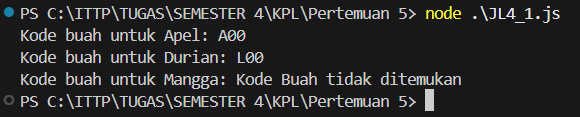 PS C:\ITTP\TUGAS\SEMESTER 4\KPL\Pertemuan 5> node .\JL4_1.js
Kode buah untuk Apel: A00
Kode buah untuk Durian: L00
Kode buah untuk Mangga: Kode Buah tidak ditemukan
PS C:\ITTP\TUGAS\SEMESTER 4\KPL\Pertemuan 5>